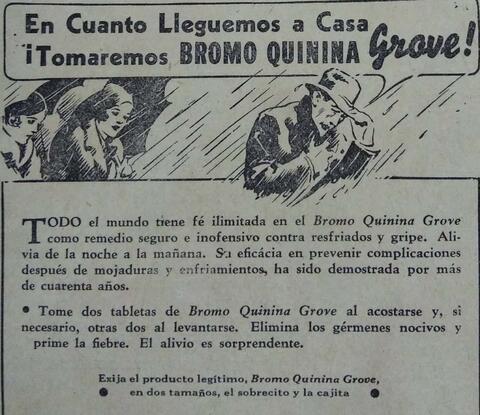 En Cuanto Lleguemos a Casa
¡Tomaremos BROMO QUININA Grove!
TODO el mundo tiene fé ilimitada en el Bromo Quinina Grove
como remedio seguro e inofensivo contra resfriados y gripe. Ali-
via de la noche a la mañana. Su eficácia en prevenir complicaciones
después de mojaduras y enfriamientos, ha sido demostrada por más
de cuarenta años.
• Tome dos tabletas de Bromo Quinina Grove al acostarse y, si
necesario, otras dos al levantarse. Elimina los gérmenes nocivos y
prime la fiebre. El alivio es sorprendente.
Exija el producto legítimo, Bromo Quinina Grove,
• en dos tamaños, el sobrecito y la cajita •